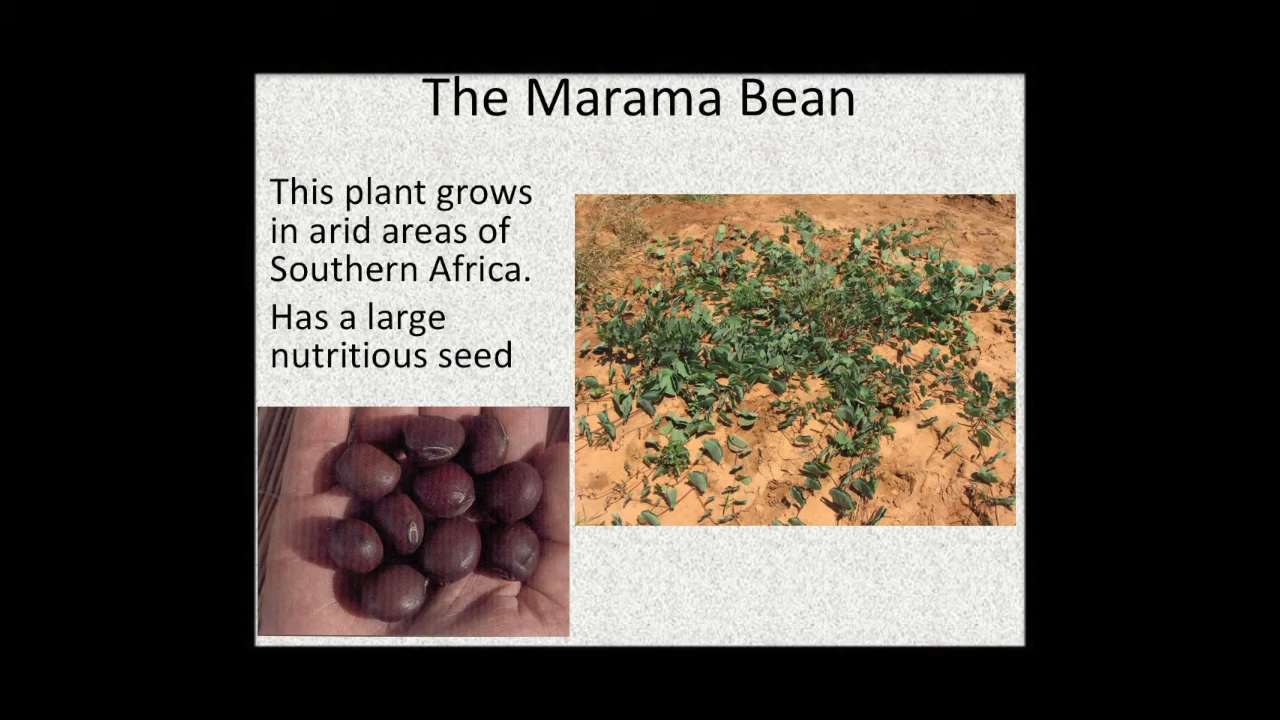 The Marama Bean
This plant grows
in arid areas of
Southern Africa.
Has a large
nutritious seed